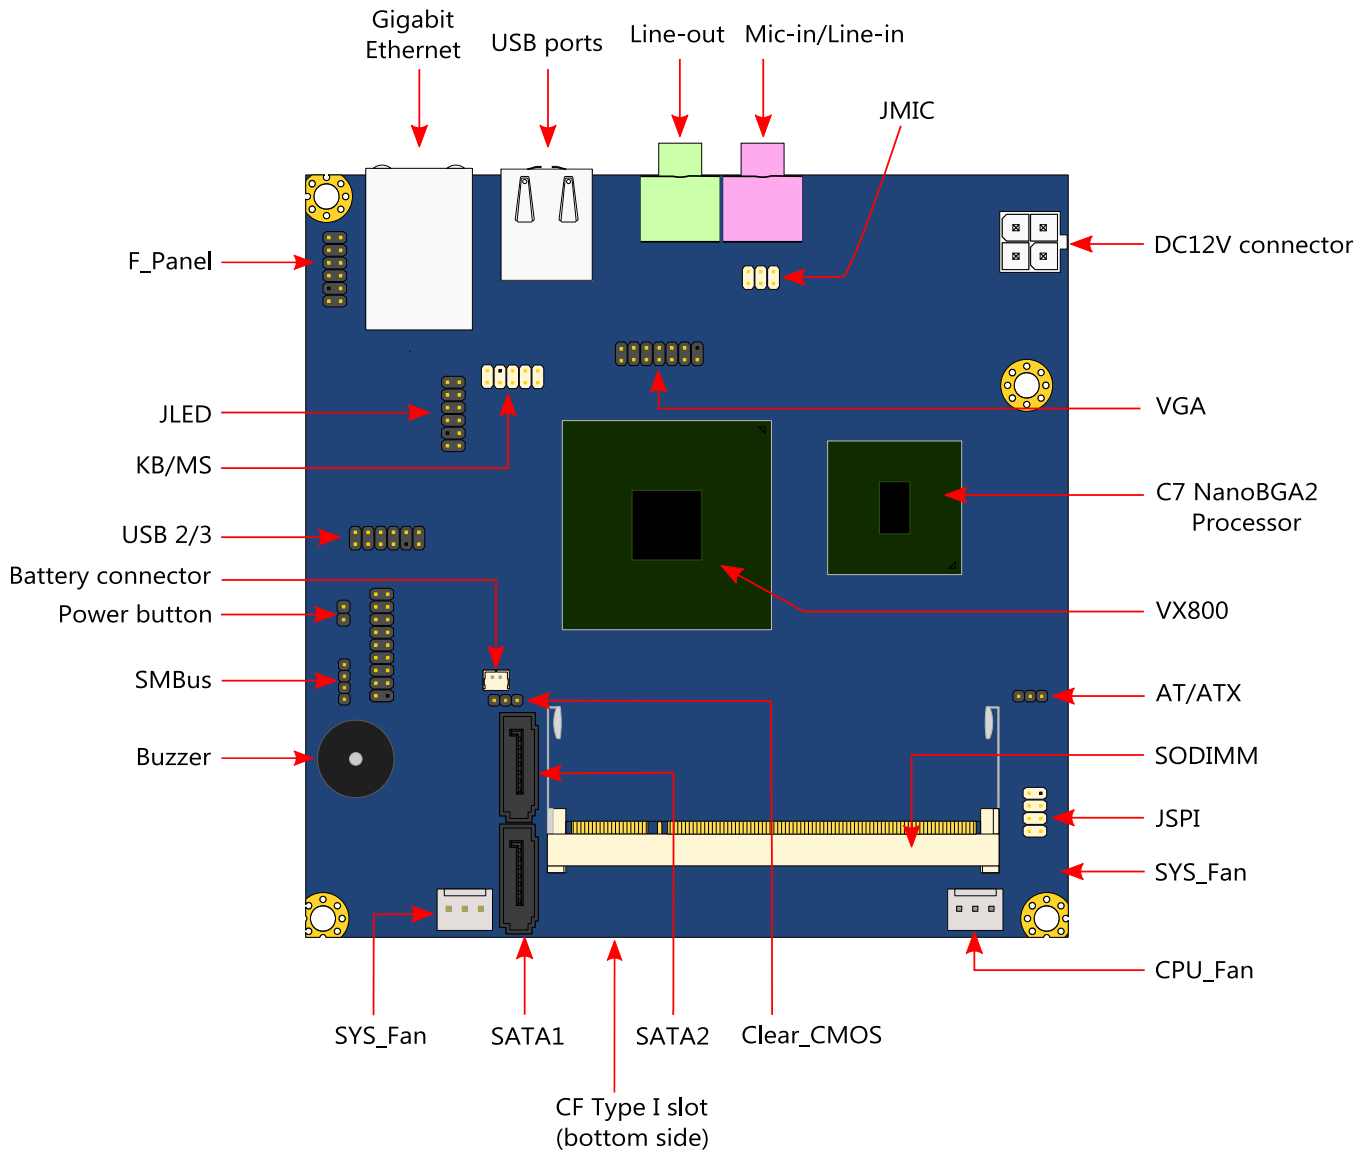 Gigabit
Ethernet
USB ports
Line-out
Mic-in/Line-in
JMIC
F_Panel
DC12V connector
JLED
VGA
KB/MS
C7 NanoBGA2
Processor
USB 2/3
Battery connector
Power button
VX800
SMBus
AT/ATX
Buzzer
SODIMM
JSPI
SYS_Fan
CPU_Fan
SYS_Fan
SATA1
SATA2
Clear_CMOS
CF Type I slot
(bottom side)